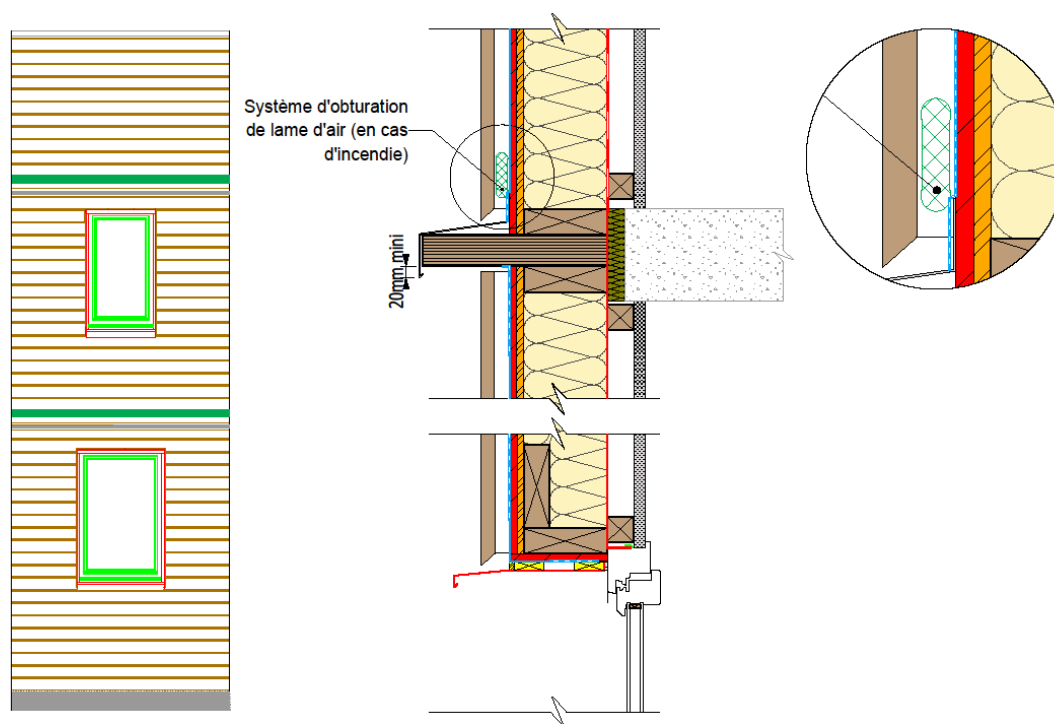 Système d'obturation
de lame d'air (en cas
d'incendie)
20mm mini